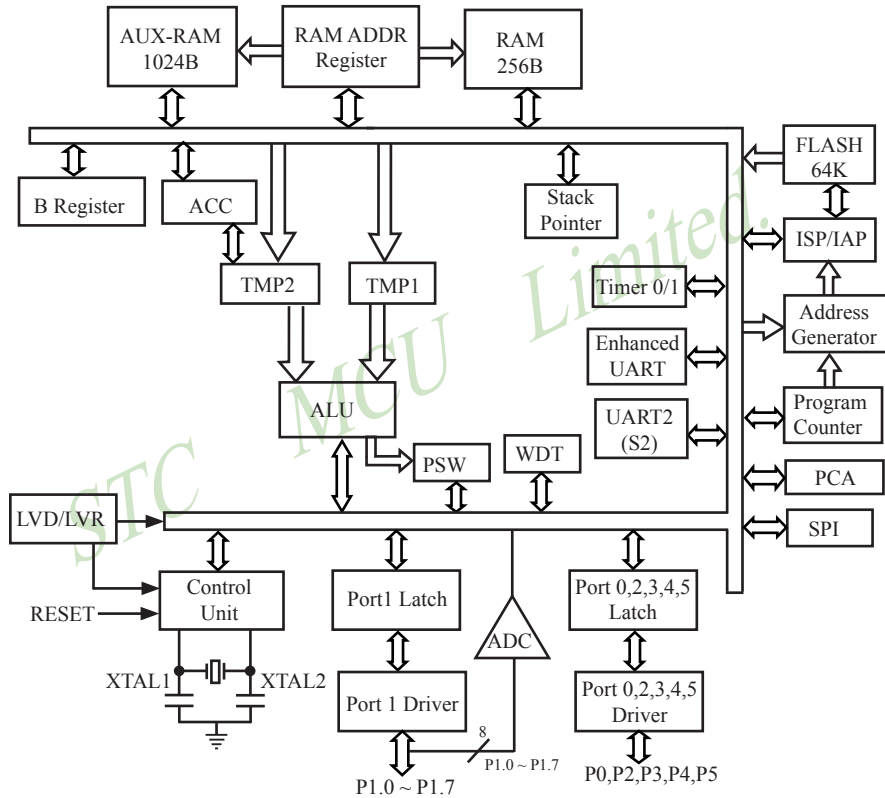 AUX-RAM
1024B
RAM ADDR
Register
RAM
256B
B Register
ACC
Stack
Pointer
FLASH
64K
ISP/IAP
TMP2
TMP1
Timer 0/1
Address
Generator
Enhanced
UART
ALU
UART2
(S2)
Program
Counter
PSW
WDT
PCA
LVD/LVR
SPI
Control
Unit
RESET
Port1 Latch
ADC
Port 0,2,3,4,5
Latch
XTAL1
XTAL2
Port 1 Driver
Port 0,2,3,4,5
Driver
8
P1.0 ~ P1.7
P1.0 ~ P1.7
P0,P2,P3,P4,P5
STC MCU Limited.